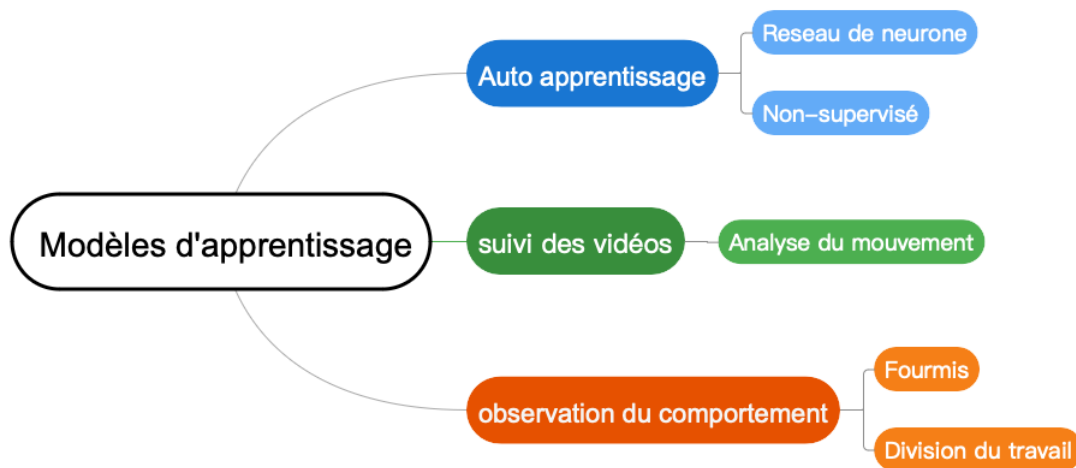 Modèles d'apprentissage
Auto apprentissage
Reseau de neurone
Non-supervisé
suivi des vidéos
Analyse du mouvement
observation du comportement
Fourmis
Division du travail